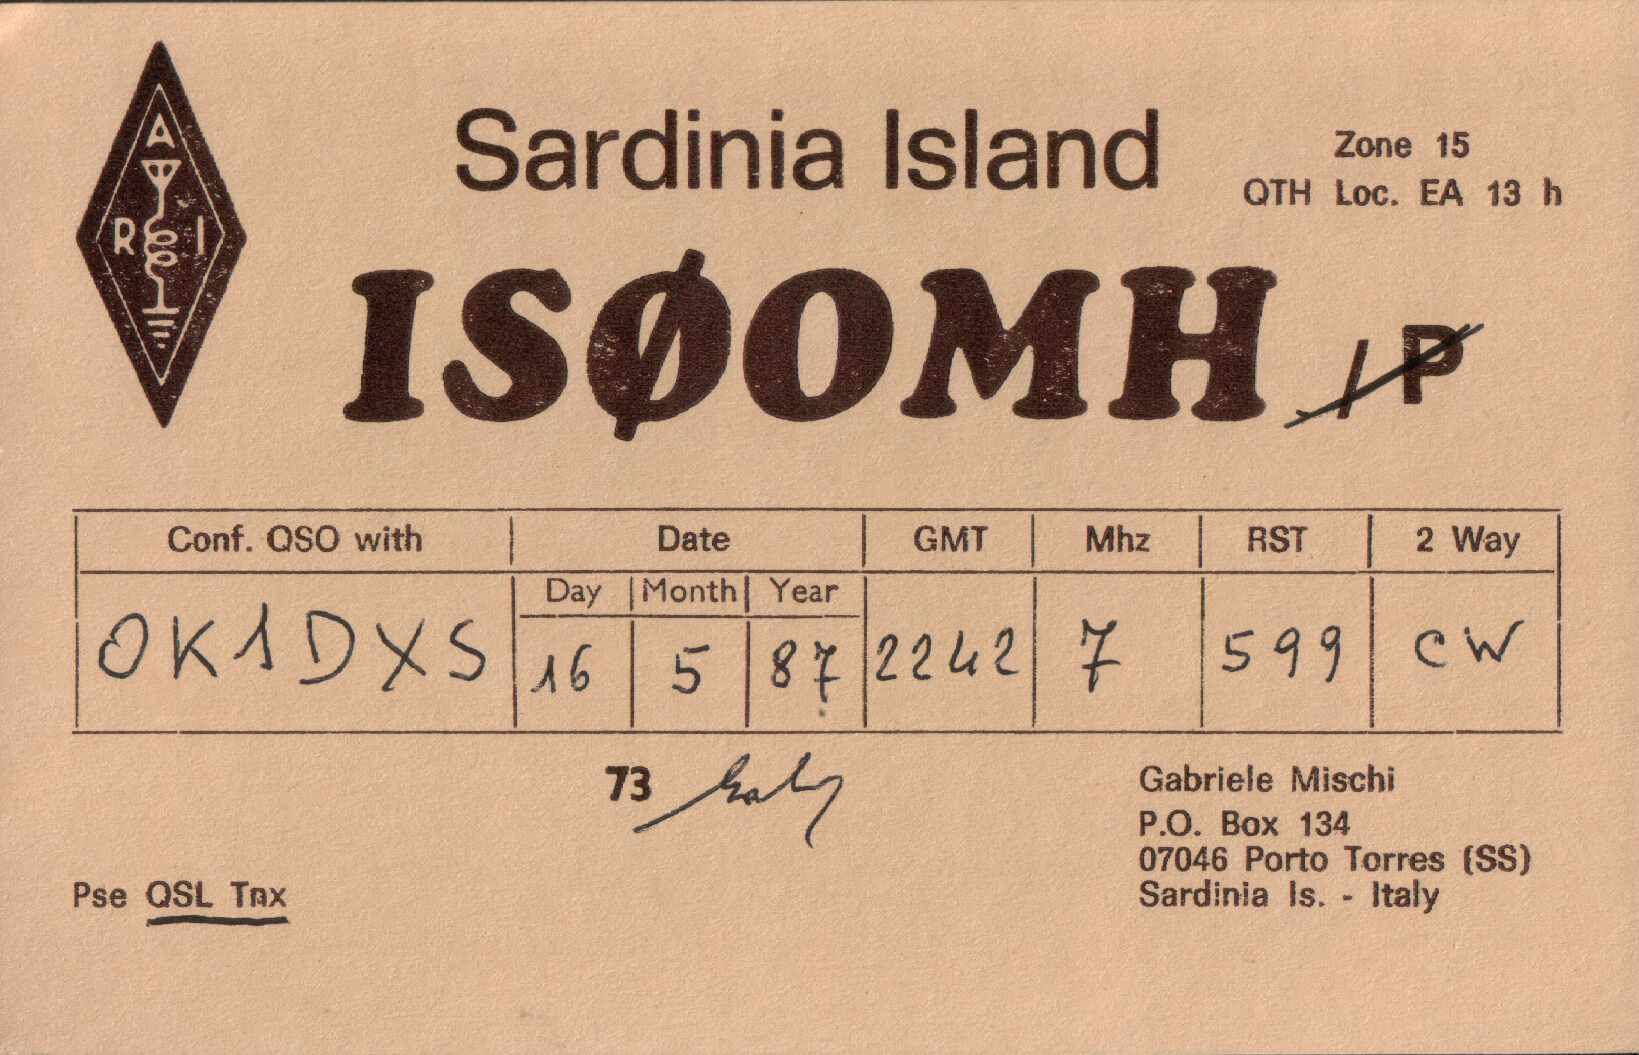 A
R I
Sardinia Island
Zone 15
QTH Loc. EA 13 h
ISØOMH /P
Conf. QSO with Date GMT Mhz RST 2 Way
Day Month Year
OK1DXS 16 5 87 2242 7 599 CW
73 Gaby
Gabriele Mischi
P.O. Box 134
07046 Porto Torres (SS)
Pse QSL Tnx
Sardinia Is. - Italy